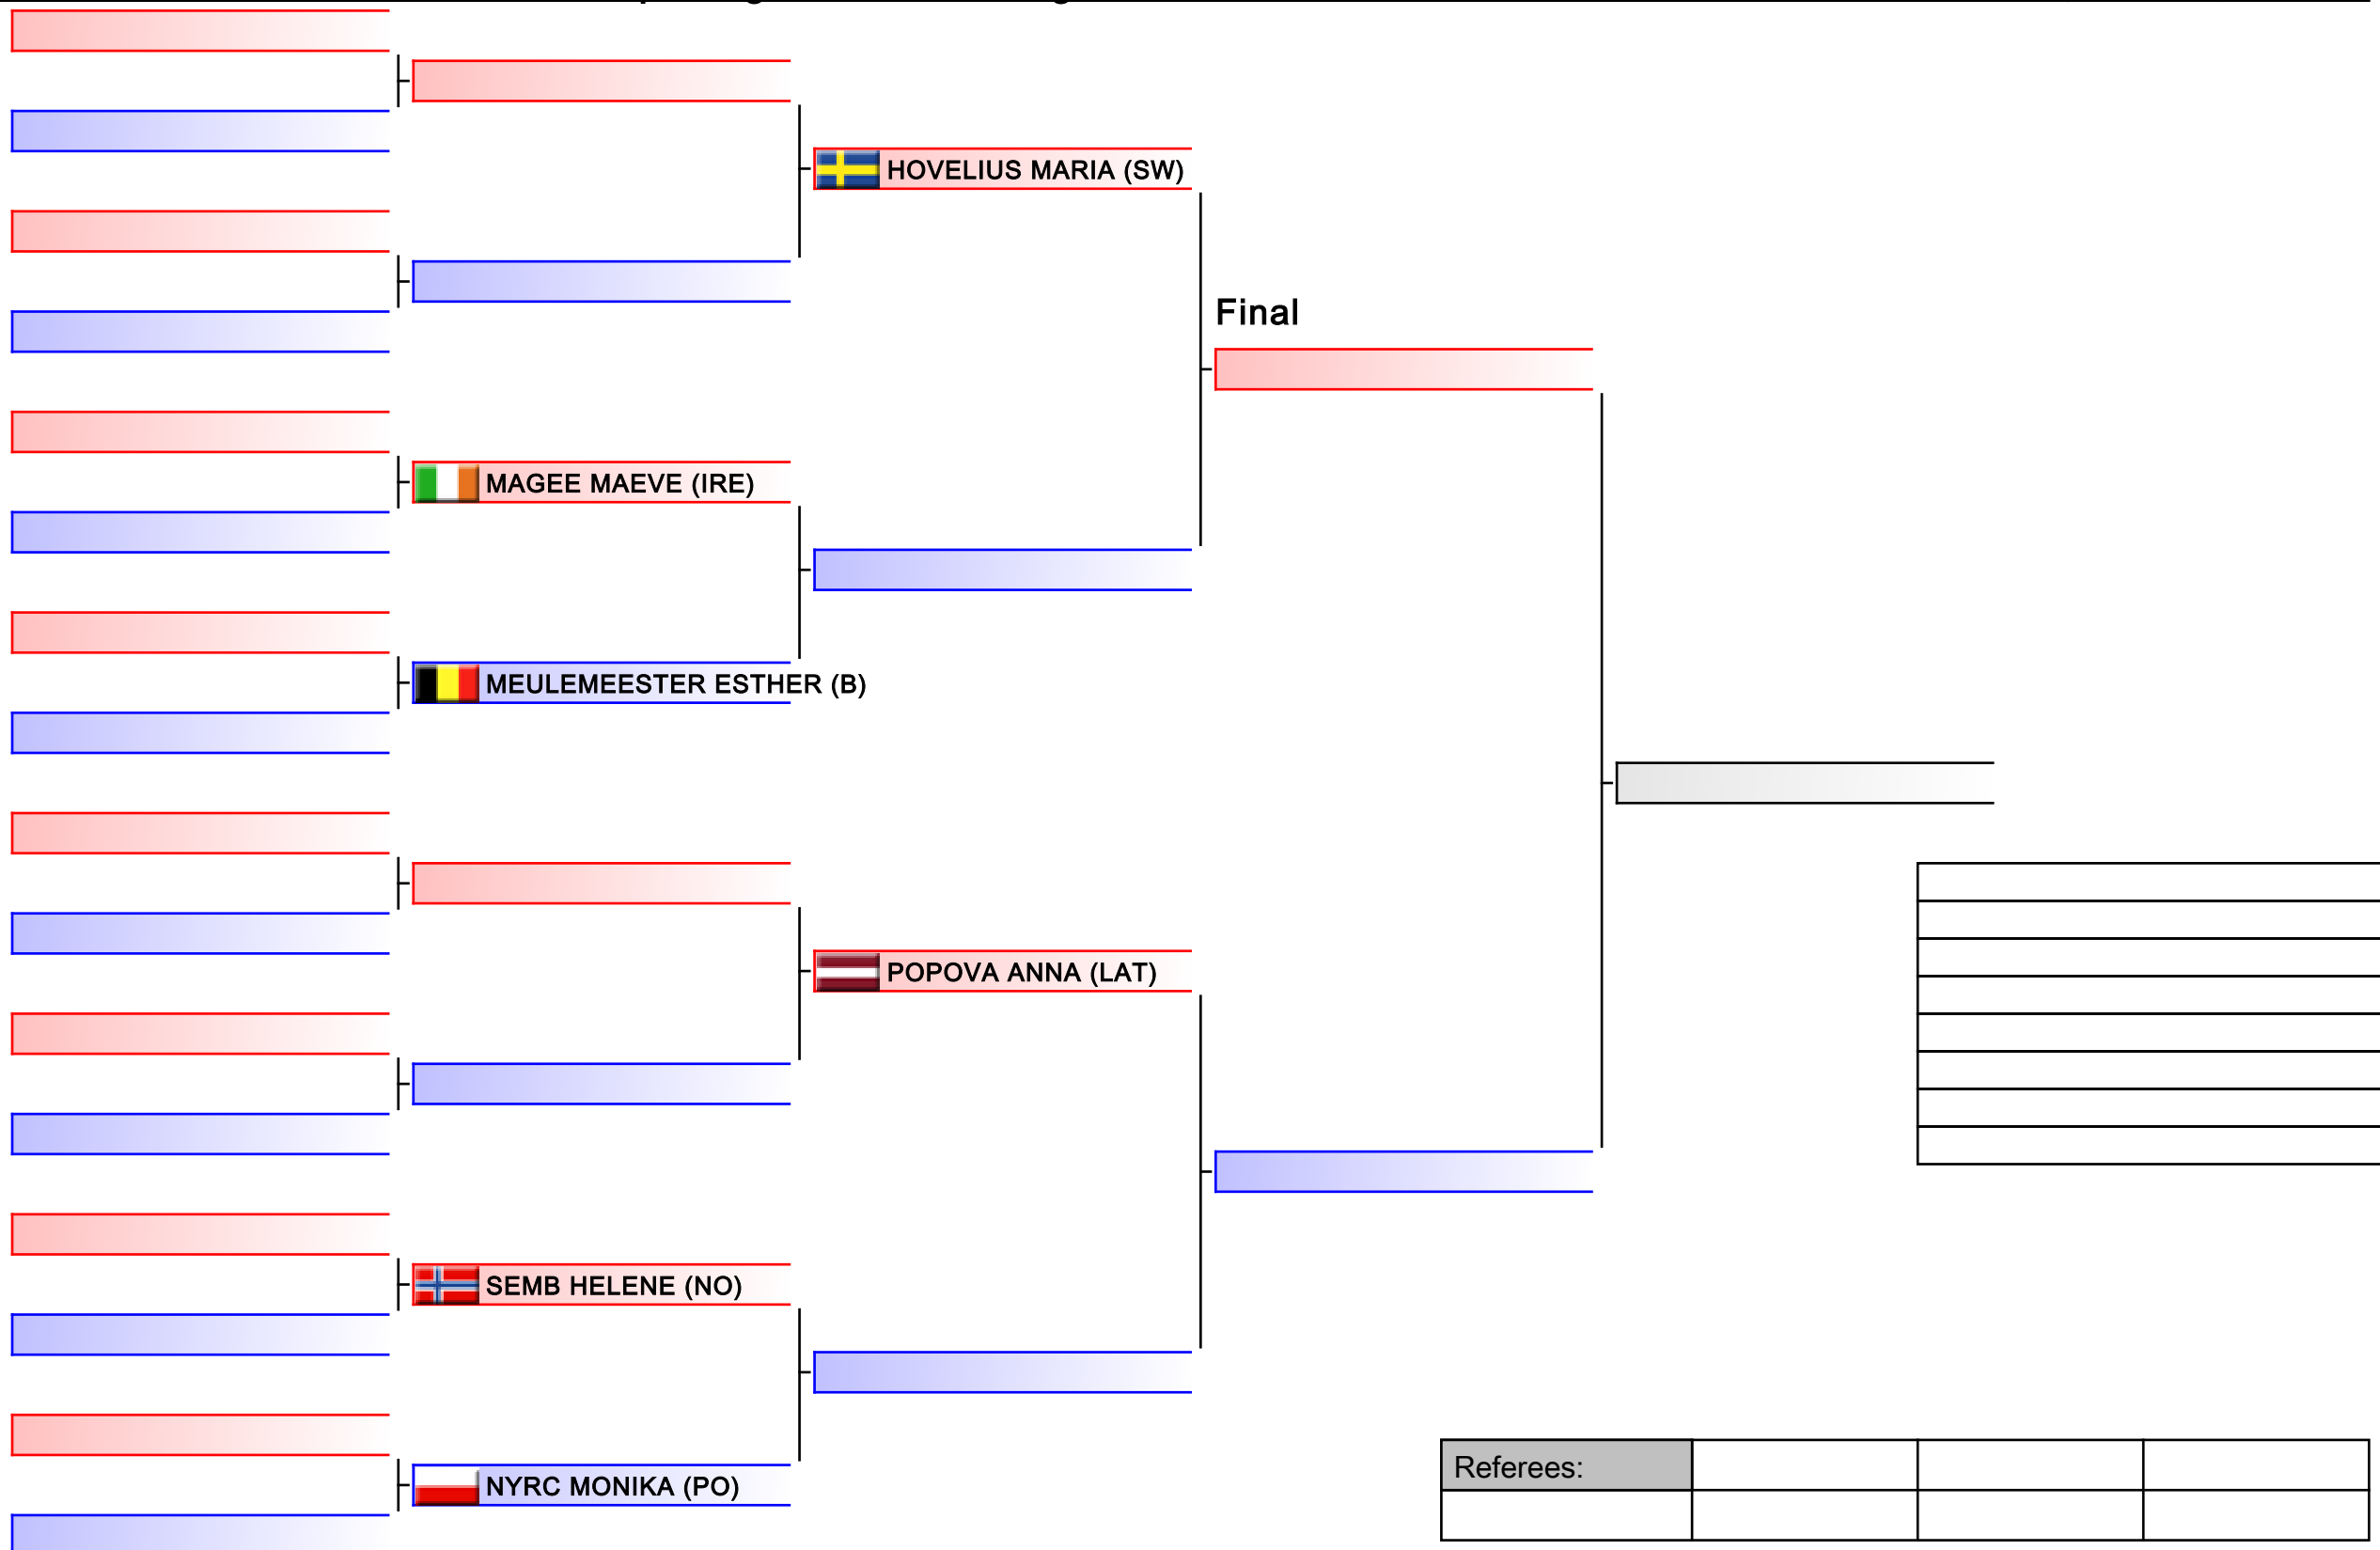 HOVELIUS MARIA (SW)
Final
MAGEE MAEVE (IRE)
MEULEMEESTER ESTHER (B)
POPOVA ANNA (LAT)
SEMB HELENE (NO)
NYRC MONIKA (PO)
Referees: